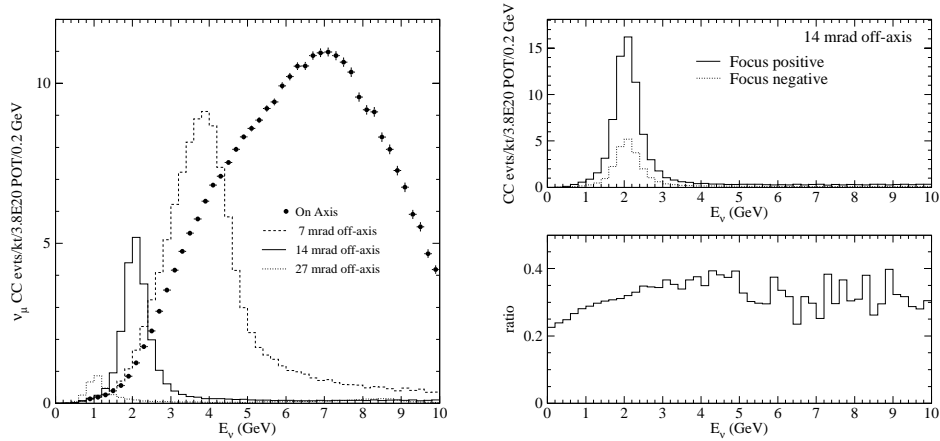 ν_μ CC evts/kt/3.8E20 POT/0.2 GeV
10
5
0
On Axis
7 mrad off-axis
14 mrad off-axis
27 mrad off-axis
0 1 2 3 4 5 6 7 8 9 10
E_ν (GeV)
CC evts/kt/3.8E20 POT/0.2 GeV
15
10
5
0
14 mrad off-axis
Focus positive
Focus negative
0 1 2 3 4 5 6 7 8 9 10
E_ν (GeV)
ratio
0.4
0.2
0
0 1 2 3 4 5 6 7 8 9 10
E_ν (GeV)